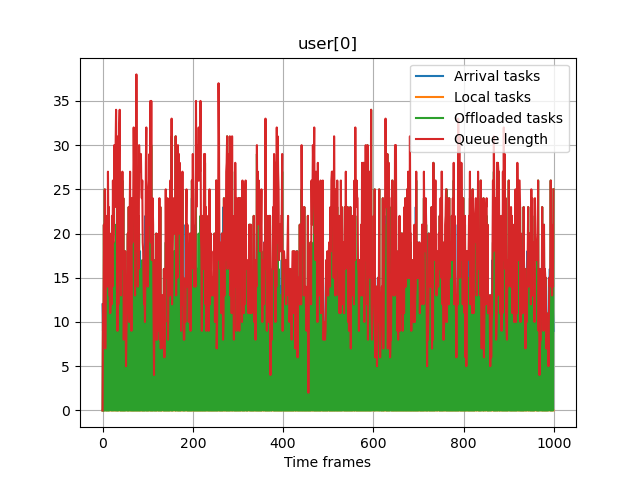 user[0]
Arrival tasks
Local tasks
Offloaded tasks
Queue length
35
30
25
20
15
10
5
0
0 200 400 600 800 1000
Time frames